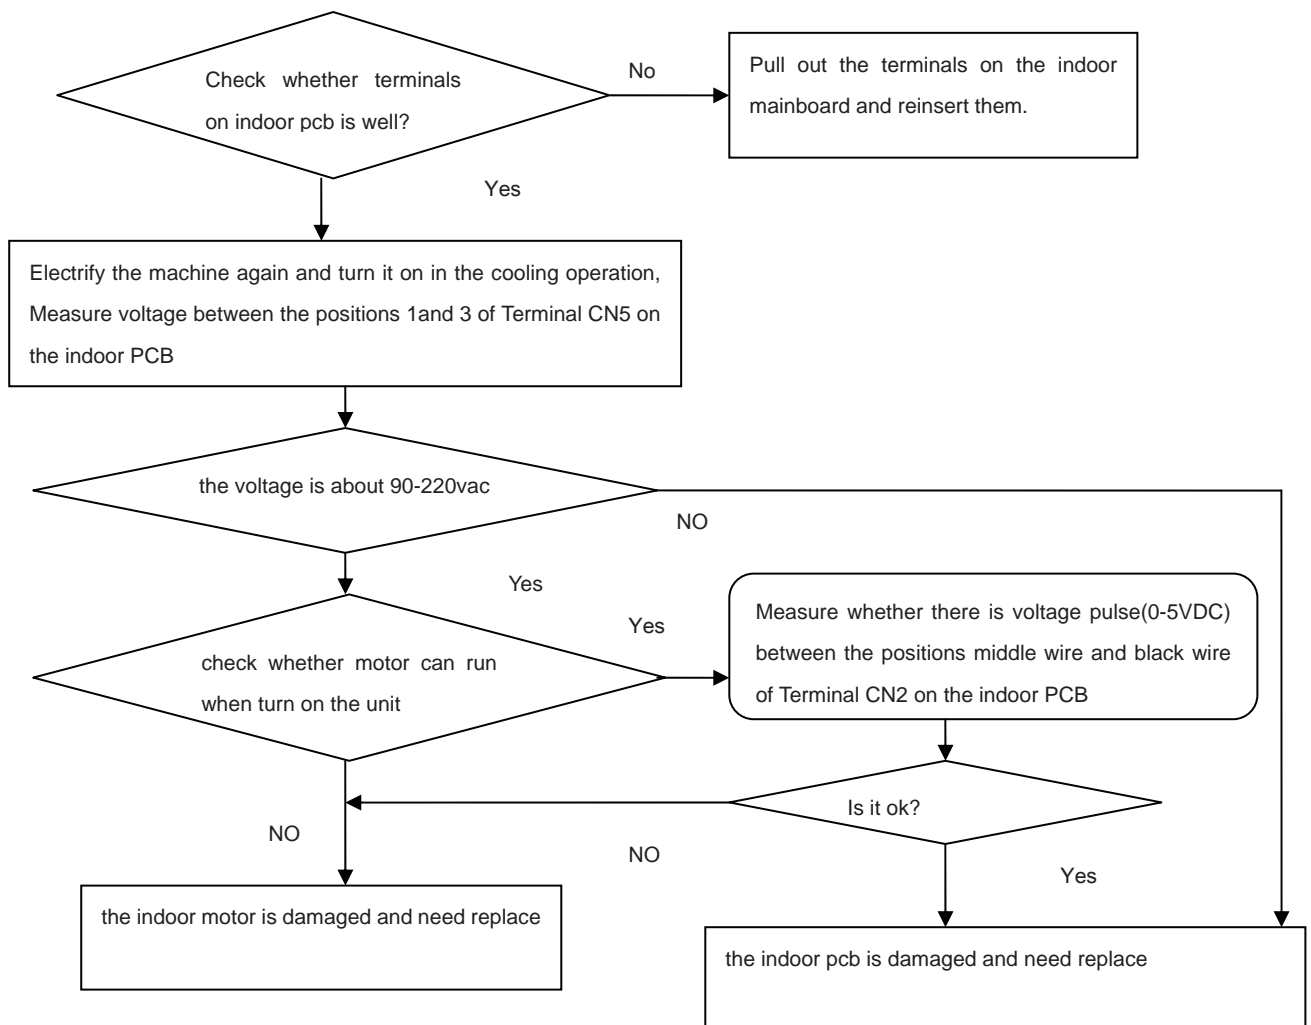 Check whether terminals
on indoor pcb is well?
No
Pull out the terminals on the indoor
mainboard and reinsert them.
Yes
Electrify the machine again and turn it on in the cooling operation,
Measure voltage between the positions 1and 3 of Terminal CN5 on
the indoor PCB
the voltage is about 90-220vac
NO
Yes
check whether motor can run
when turn on the unit
Yes
Measure whether there is voltage pulse(0-5VDC)
between the positions middle wire and black wire
of Terminal CN2 on the indoor PCB
Is it ok?
NO
NO
Yes
the indoor motor is damaged and need replace
the indoor pcb is damaged and need replace